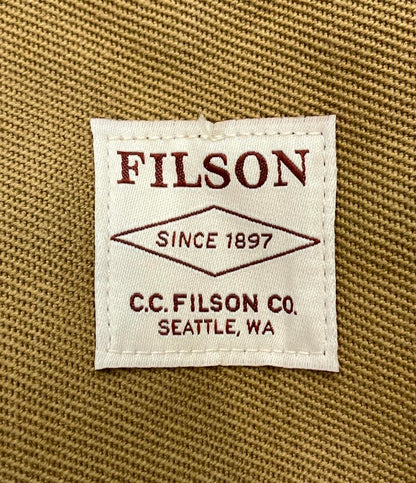 FILSON
SINCE 1897
C.C. FILSON CO.
SEATTLE, WA